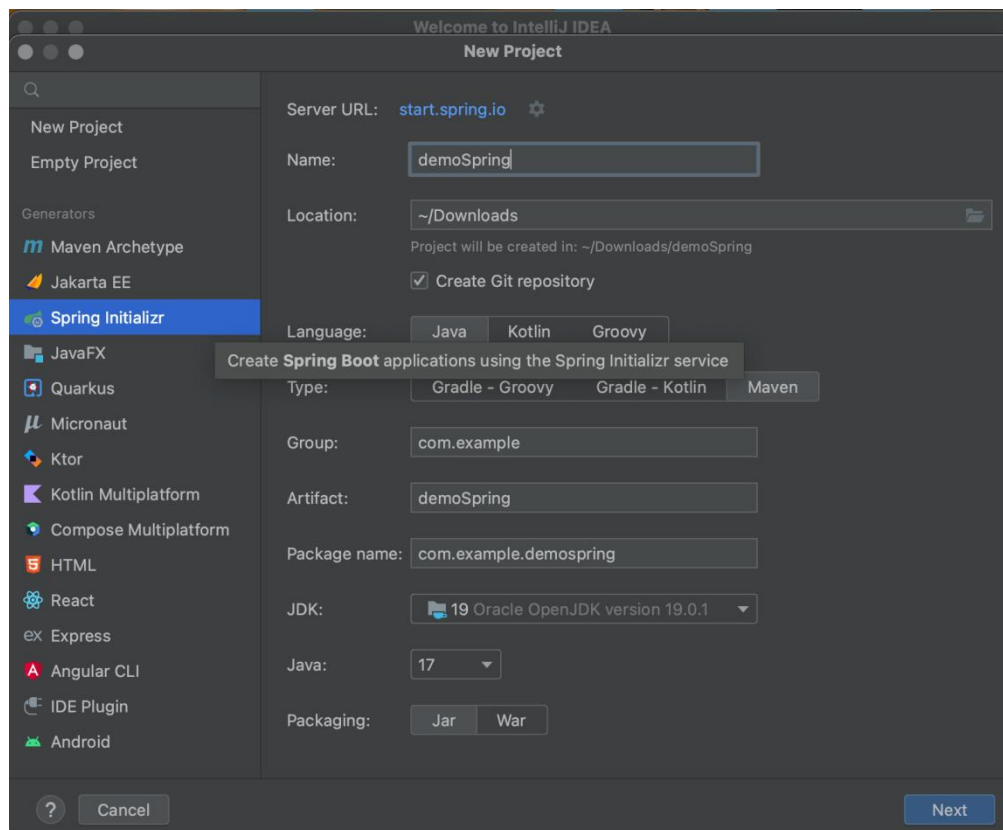 Welcome to IntelliJ IDEA
New Project
New Project
Empty Project
Generators
Maven Archetype
Jakarta EE
Spring Initializr
JavaFX
Quarkus
Micronaut
Ktor
Kotlin Multiplatform
Compose Multiplatform
HTML
React
ex Express
Angular CLI
IDE Plugin
Android
Server URL: start.spring.io
Name: demoSpring
Location: ~/Downloads
Project will be created in: ~/Downloads/demoSpring
Create Git repository
Language: Java Kotlin Groovy
Create Spring Boot applications using the Spring Initializr service
Type: Gradle - Groovy Gradle - Kotlin Maven
Group: com.example
Artifact: demoSpring
Package name: com.example.demospring
JDK: 19 Oracle OpenJDK version 19.0.1
Java: 17
Packaging: Jar War
? Cancel Next